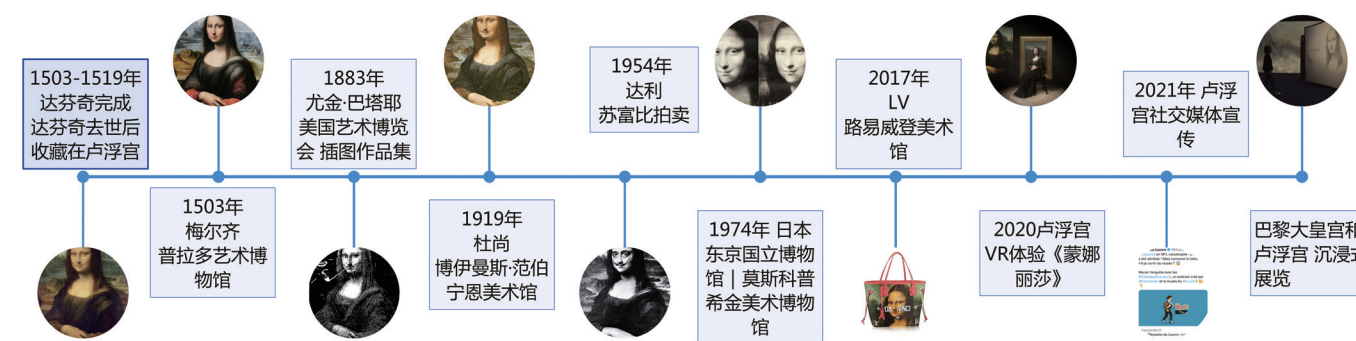 1503-1519年
达芬奇完成
达芬奇去世后
收藏在卢浮宫
1503年
梅尔齐
普拉多艺术博
物馆
1883年
尤金·巴塔耶
美国艺术博览
会 插图作品集
1919年
杜尚
博伊曼斯·范伯
宁恩美术馆
1954年
达利
苏富比拍卖
1974年 日本
东京国立博物
馆｜莫斯科普
希金美术博物
馆
2017年
LV
路易威登美术
馆
2020卢浮宫
VR体验《蒙娜
丽莎》
2021年 卢浮
宫社交媒体宣
传
巴黎大皇宫和
卢浮宫 沉浸式
展览